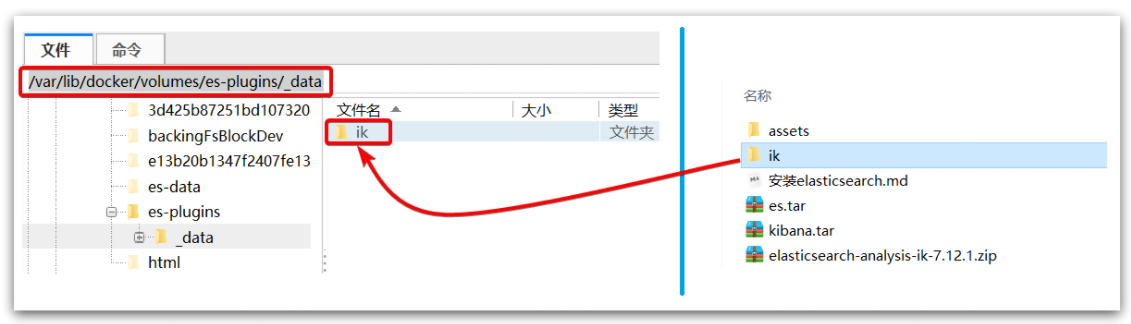 文件 命令
/var/lib/docker/volumes/es-plugins/_data
3d425b87251bd107320
backingFsBlockDev
e13b20b1347f2407fe13
es-data
es-plugins
_data
html
文件名 大小 类型
ik 文件夹
名称
assets
ik
安装elasticsearch.md
es.tar
kibana.tar
elasticsearch-analysis-ik-7.12.1.zip